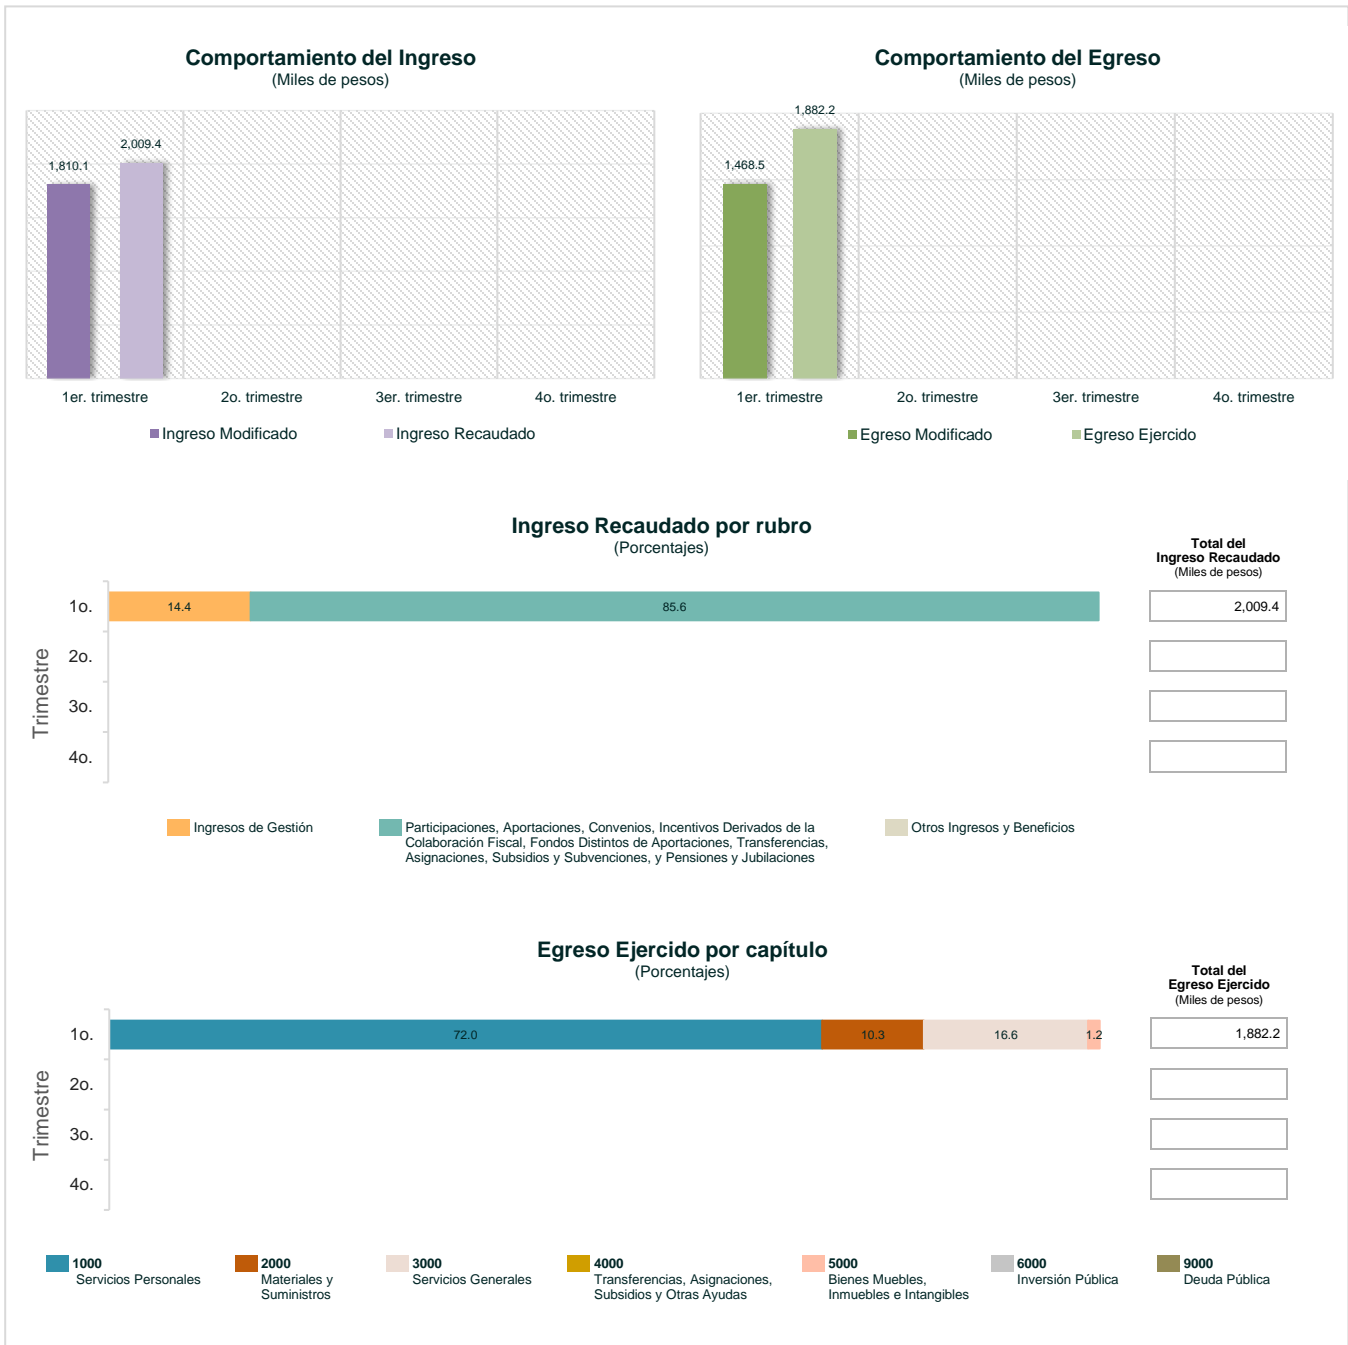 Comportamiento del Ingreso
(Miles de pesos)
1,810.1
2,009.4
1er. trimestre
2o. trimestre
3er. trimestre
4o. trimestre
Ingreso Modificado
Ingreso Recaudado
Comportamiento del Egreso
(Miles de pesos)
1,468.5
1,882.2
1er. trimestre
2o. trimestre
3er. trimestre
4o. trimestre
Egreso Modificado
Egreso Ejercido
Ingreso Recaudado por rubro
(Porcentajes)
Total del
Ingreso Recaudado
(Miles de pesos)
Trimestre
1o.
14.4
85.6
2,009.4
2o.
3o.
4o.
Ingresos de Gestión
Participaciones, Aportaciones, Convenios, Incentivos Derivados de la
Colaboración Fiscal, Fondos Distintos de Aportaciones, Transferencias,
Asignaciones, Subsidios y Subvenciones, y Pensiones y Jubilaciones
Otros Ingresos y Beneficios
Egreso Ejercido por capítulo
(Porcentajes)
Total del
Egreso Ejercido
(Miles de pesos)
Trimestre
1o.
72.0
10.3
16.6
1.2
1,882.2
2o.
3o.
4o.
1000
Servicios Personales
2000
Materiales y
Suministros
3000
Servicios Generales
4000
Transferencias, Asignaciones,
Subsidios y Otras Ayudas
5000
Bienes Muebles,
Inmuebles e Intangibles
6000
Inversión Pública
9000
Deuda Pública